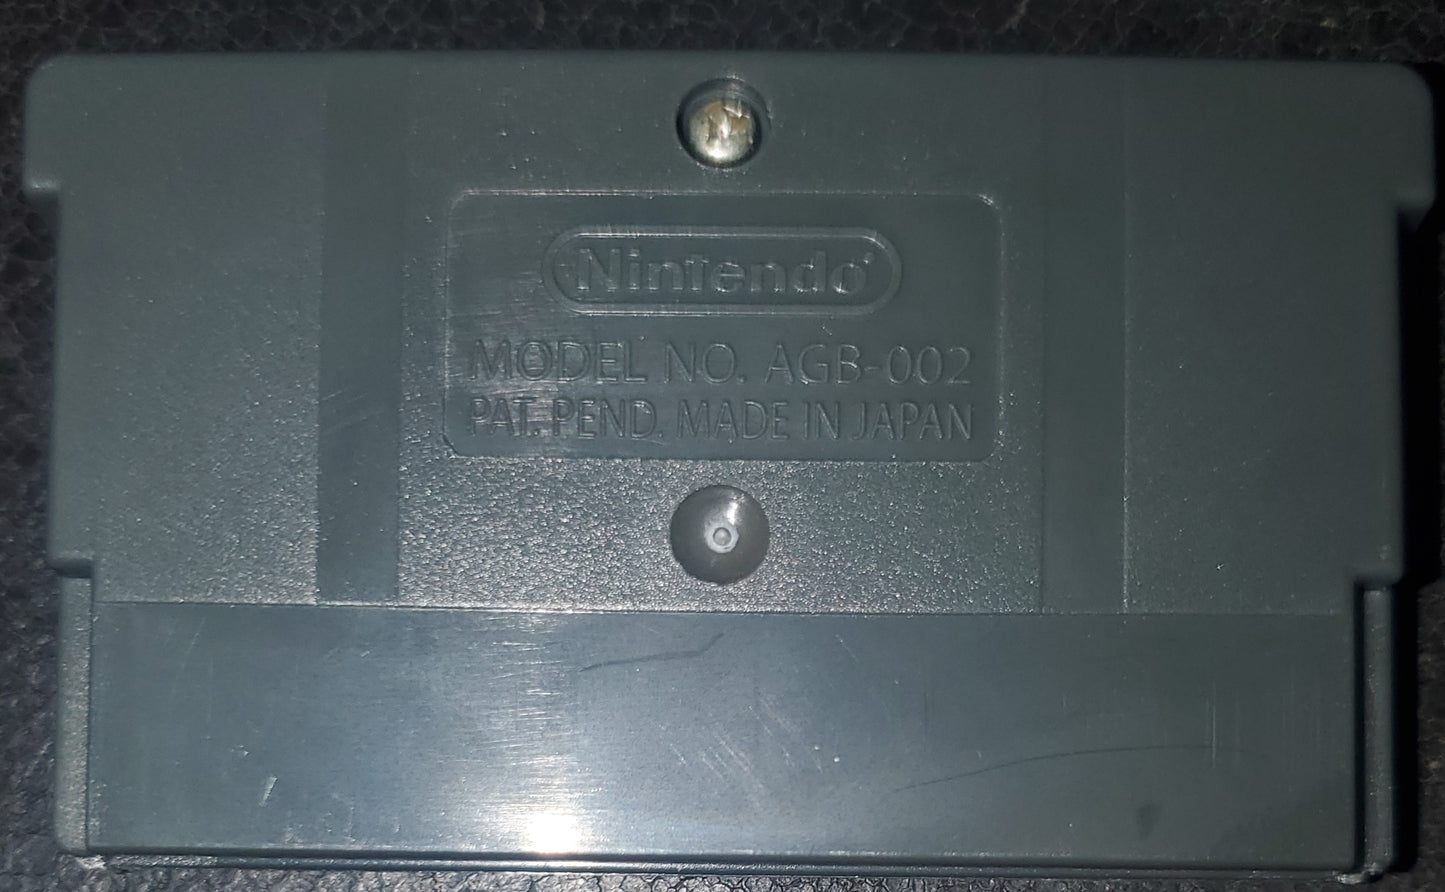 Nintendo
MODEL NO. AGB-002
PAT. PEND. MADE IN JAPAN